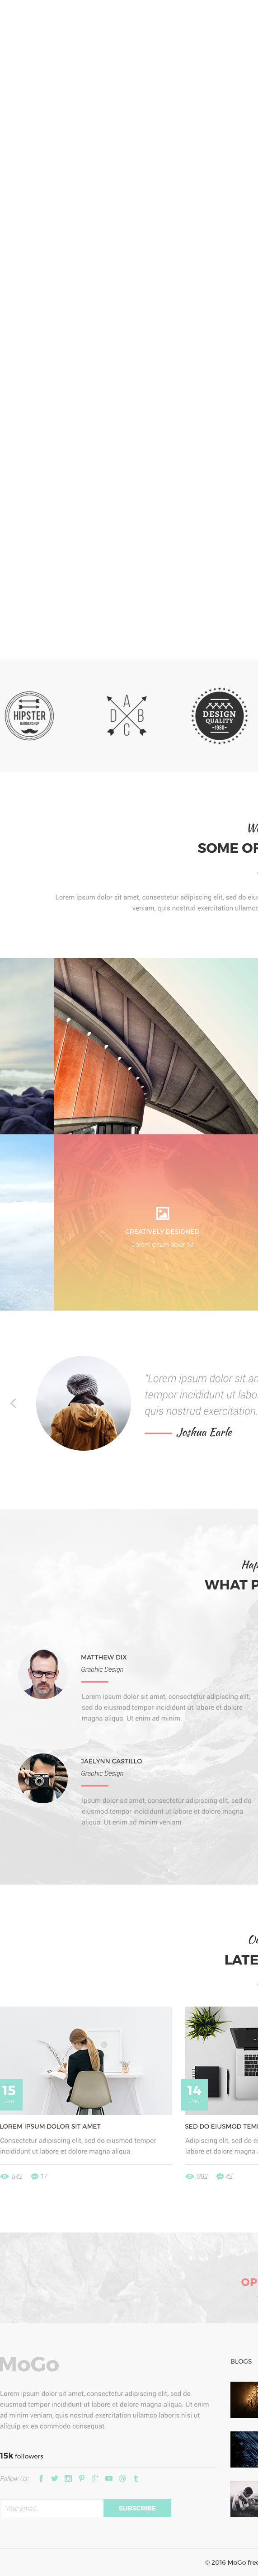 HIPSTER
BARBERSHOP
A
D B
C
DESIGN
QUALITY
1980
SOME OF
Lorem ipsum dolor sit amet, consectetur adipiscing elit, sed do
veniam, quis nostrud exercitation ullamco
CREATIVELY DESIGNED
Lorem ipsum dolor sit
"Lorem ipsum dolor sit
tempor incididunt ut
quis nostrud exercitation.
Joshua Earle
WHAT
MATTHEW DIX
Graphic Design
Lorem ipsum dolor sit amet, consectetur adipiscing elit,
sed do eiusmod tempor incididunt ut labore et dolore
magna aliqua. Ut enim ad minim.
JAELYNN CASTILLO
Graphic Design
Ipsum dolor sit amet, consectetur adipiscing elit, sed do
eiusmod tempor incididunt ut labore et dolore magna
aliqua. Ut enim ad minim veniam.
LATE
15
Jan
LOREM IPSUM DOLOR SIT AMET
Consectetur adipiscing elit, sed do eiusmod tempor
incididunt ut labore et dolore magna aliqua.
542 17
14
Jan
SED DO EIUSMOD
Adipiscing elit, sed do
labore et dolore magna
992 42
OP
MoGo
Lorem ipsum dolor sit amet, consectetur adipiscing elit, sed do
eiusmod tempor incididunt ut labore et dolore magna aliqua. Ut enim
ad minim veniam, quis nostrud exercitation ullamco laboris nisi ut
aliquip ex ea commodo consequat.
15k followers
Follow Us:
Your Email...
SUBSCRIBE
BLOGS
© 2016 MoGo free